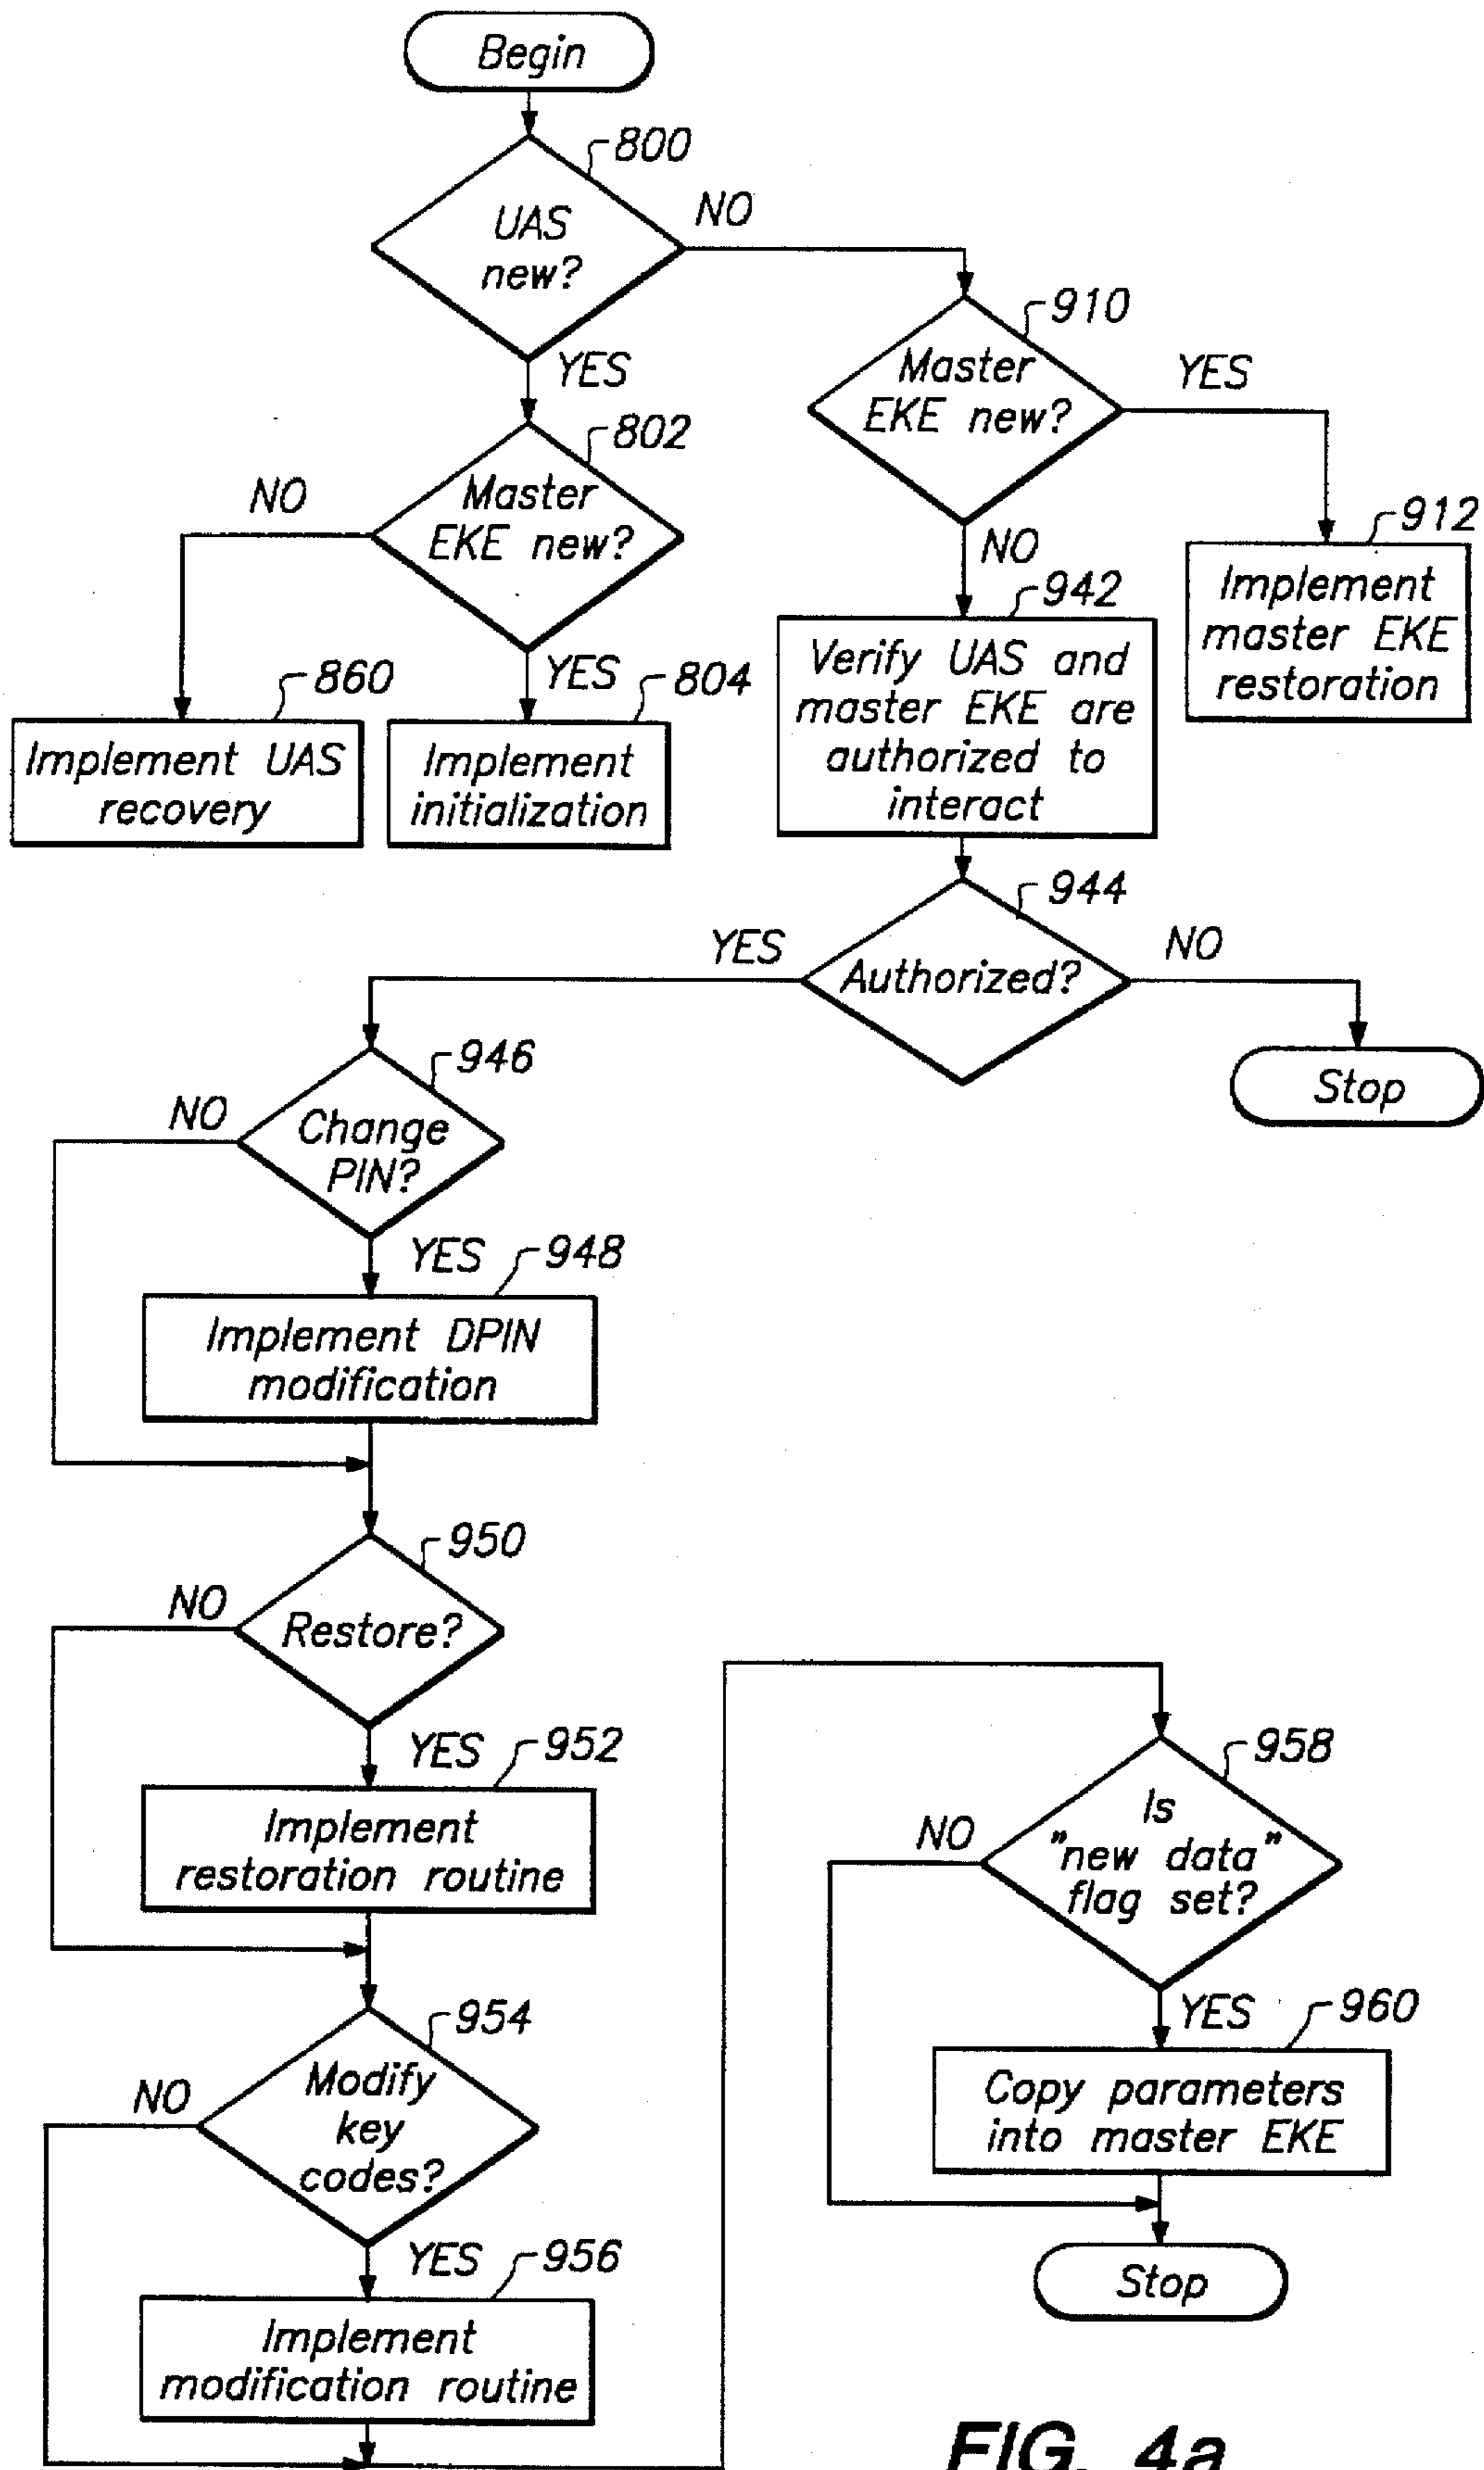 Begin
800
UAS
new?
NO
YES
910
Master
EKE new?
YES
NO
802
Master
EKE new?
NO
YES
912
Implement
master EKE
restoration
942
Verify UAS and
master EKE are
authorized to
interact
860
Implement UAS
recovery
804
Implement
initialization
944
Authorized?
YES
NO
Stop
946
Change
PIN?
NO
YES
948
Implement DPIN
modification
950
Restore?
NO
YES
952
Implement
restoration routine
954
Modify
key
codes?
NO
YES
956
Implement
modification routine
958
Is
"new data"
flag set?
NO
YES
960
Copy parameters
into master EKE
Stop
FIG. 4a